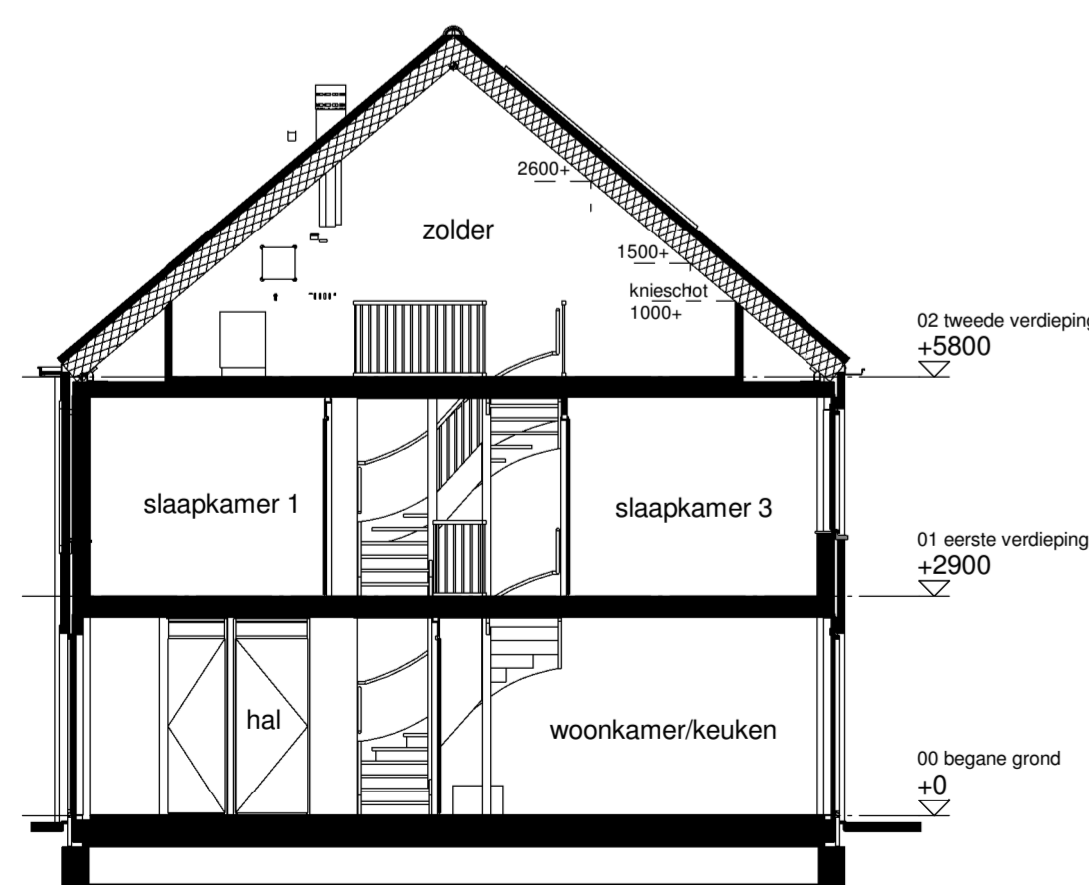 2600+
zolder
1500+
knieschot
1000+
02 tweede verdieping
+5800
slaapkamer 1
slaapkamer 3
01 eerste verdieping
+2900
hal
woonkamer/keuken
00 begane grond
+0